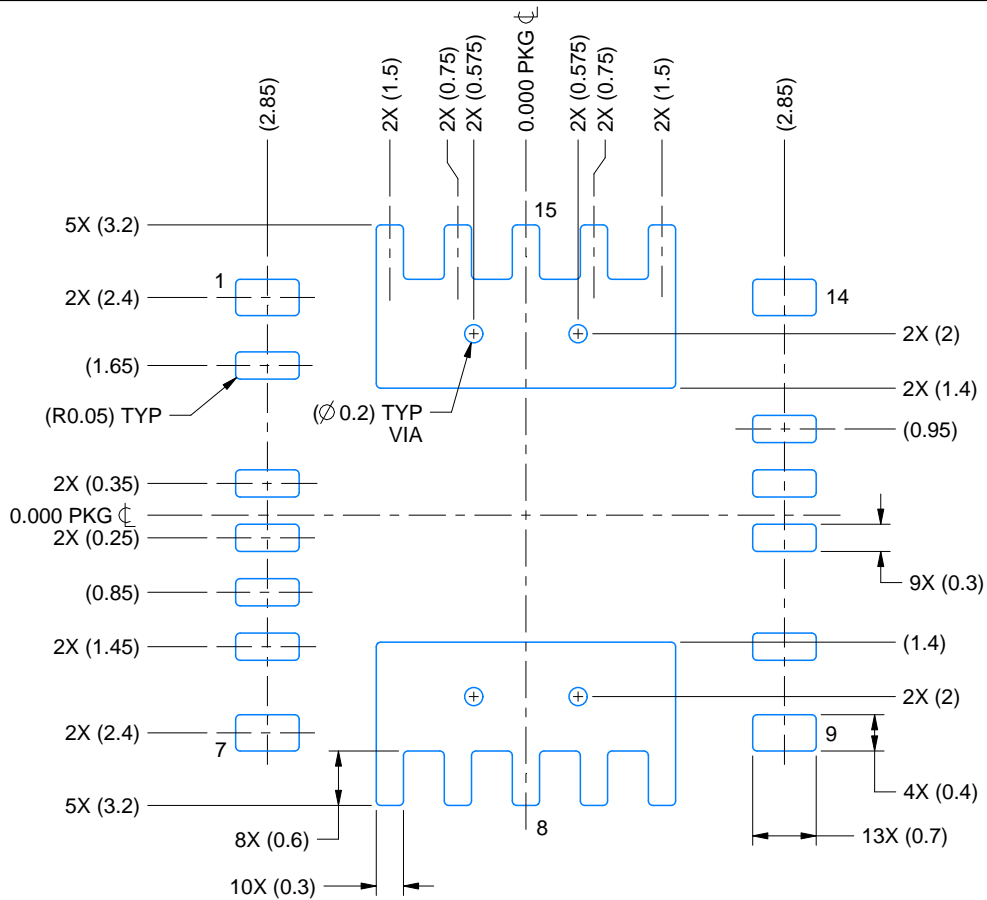 (2.85)
2X (1.5)
2X (0.75)
2X (0.575)
0.000 PKG ℄
2X (0.575)
2X (0.75)
2X (1.5)
(2.85)
5X (3.2)
15
1
2X (2.4)
14
2X (2)
(1.65)
2X (1.4)
(R0.05) TYP
(∅ 0.2) TYP
VIA
(0.95)
2X (0.35)
0.000 PKG ℄
2X (0.25)
9X (0.3)
(0.85)
2X (1.45)
(1.4)
2X (2)
2X (2.4)
7
9
4X (0.4)
5X (3.2)
8
8X (0.6)
13X (0.7)
10X (0.3)